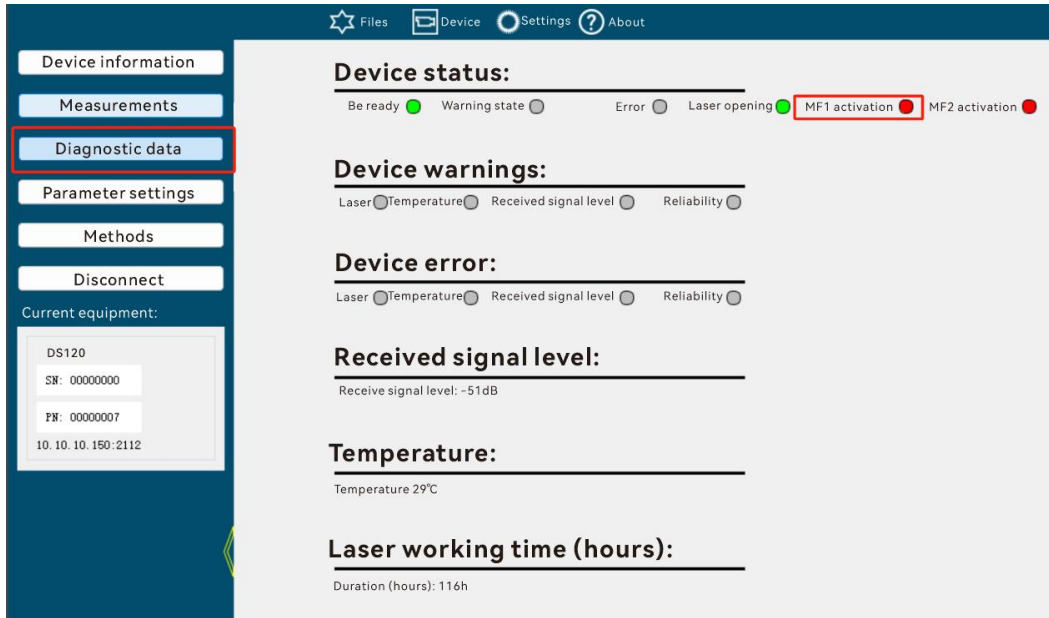 Files Device Settings ? About
Device information
Measurements
Diagnostic data
Parameter settings
Methods
Disconnect
Current equipment:
DS120
SN: 00000000
PN: 00000007
10.10.10.150:2112
Device status:
Be ready Warning state Error Laser opening MF1 activation MF2 activation
Device warnings:
Laser Temperature Received signal level Reliability
Device error:
Laser Temperature Received signal level Reliability
Received signal level:
Receive signal level: -51dB
Temperature:
Temperature 29℃
Laser working time (hours):
Duration (hours): 116h